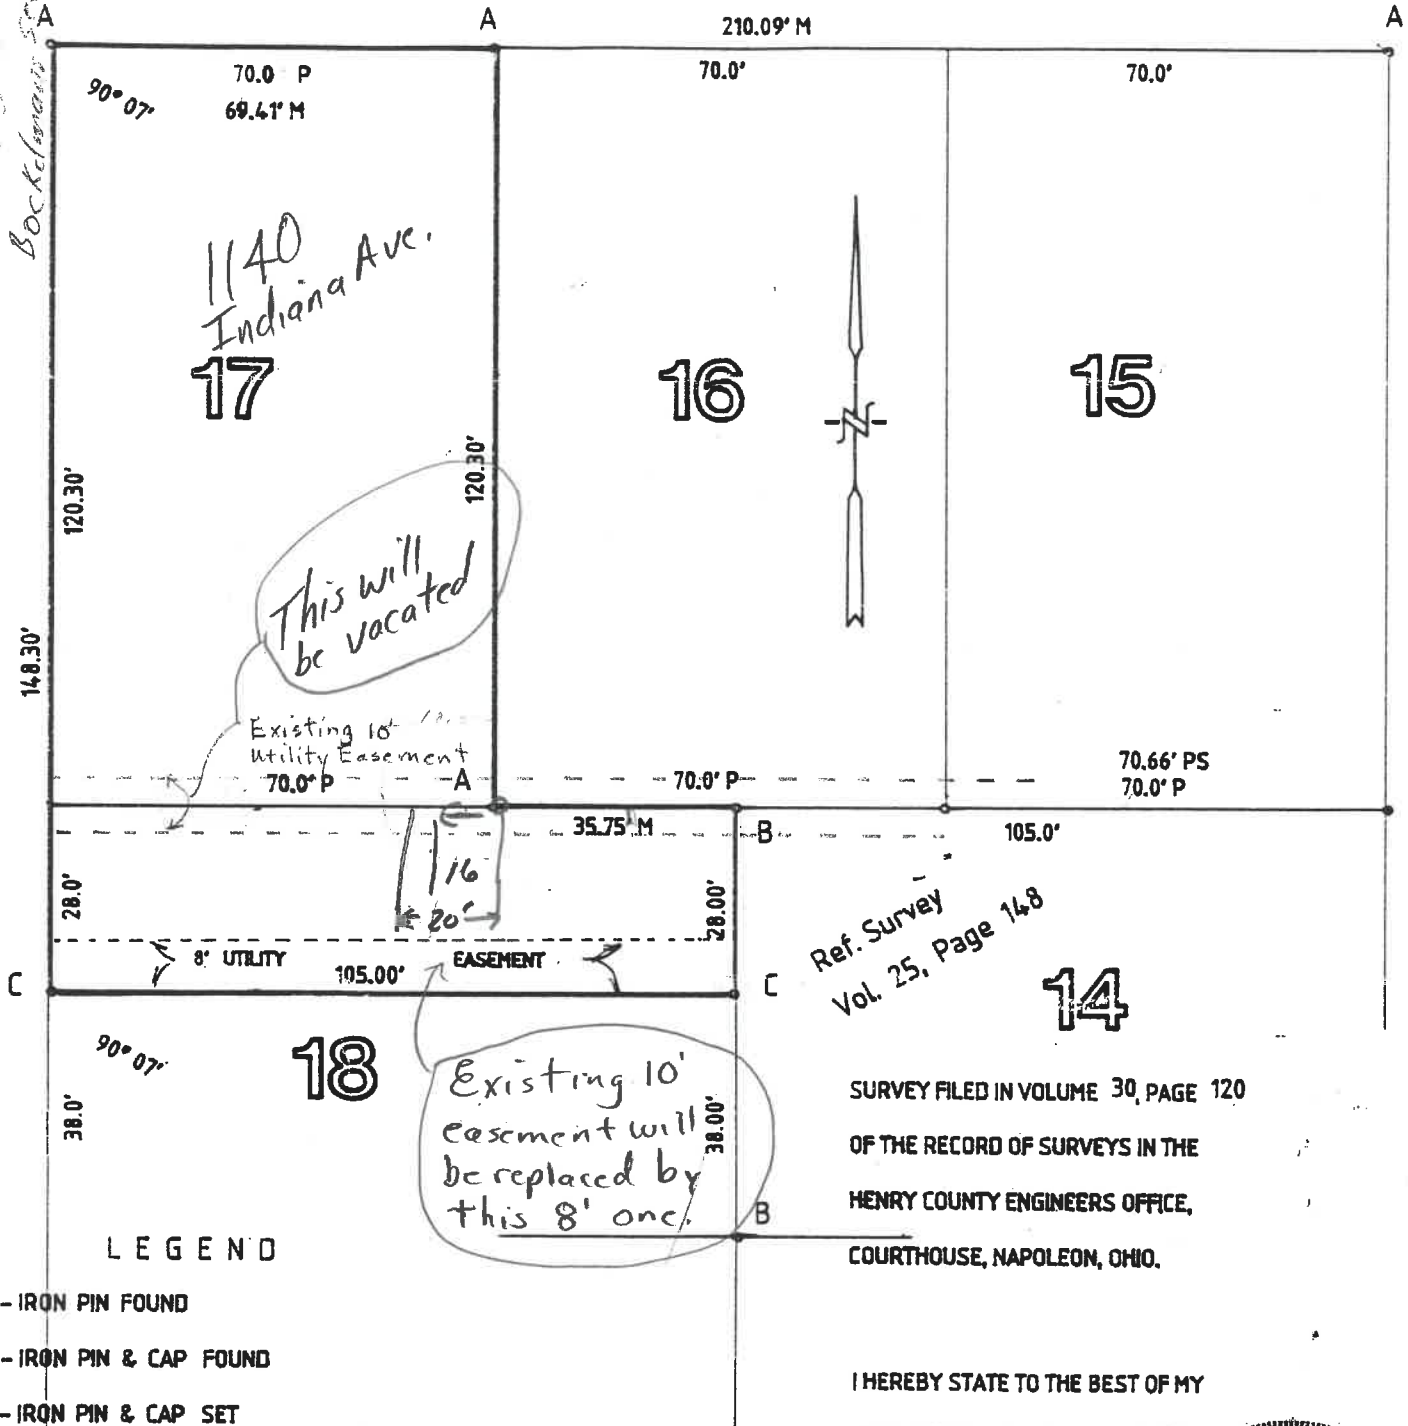 A
A
210.09' M
A
70.0 P
70.0'
70.0'
90° 07'
69.41' M
Bockelman
1140
Indiana Ave.
17
16
15
N
120.30'
120.30'
This will
be vacated
148.30'
Existing 10'
Utility Easement
70.0' P
A
70.0' P
70.66' PS
70.0' P
35.75' M
B
105.0'
16
20'
28.0'
28.00'
Ref. Survey
Vol. 25, Page 148
8' UTILITY EASEMENT
C
105.00'
C
14
90° 07'
18
Existing 10'
easement will
be replaced by
this 8' one.
38.0'
38.00'
B
SURVEY FILED IN VOLUME 30, PAGE 120
OF THE RECORD OF SURVEYS IN THE
HENRY COUNTY ENGINEERS OFFICE,
COURTHOUSE, NAPOLEON, OHIO.
LEGEND
- IRON PIN FOUND
- IRON PIN & CAP FOUND
- IRON PIN & CAP SET
I HEREBY STATE TO THE BEST OF MY